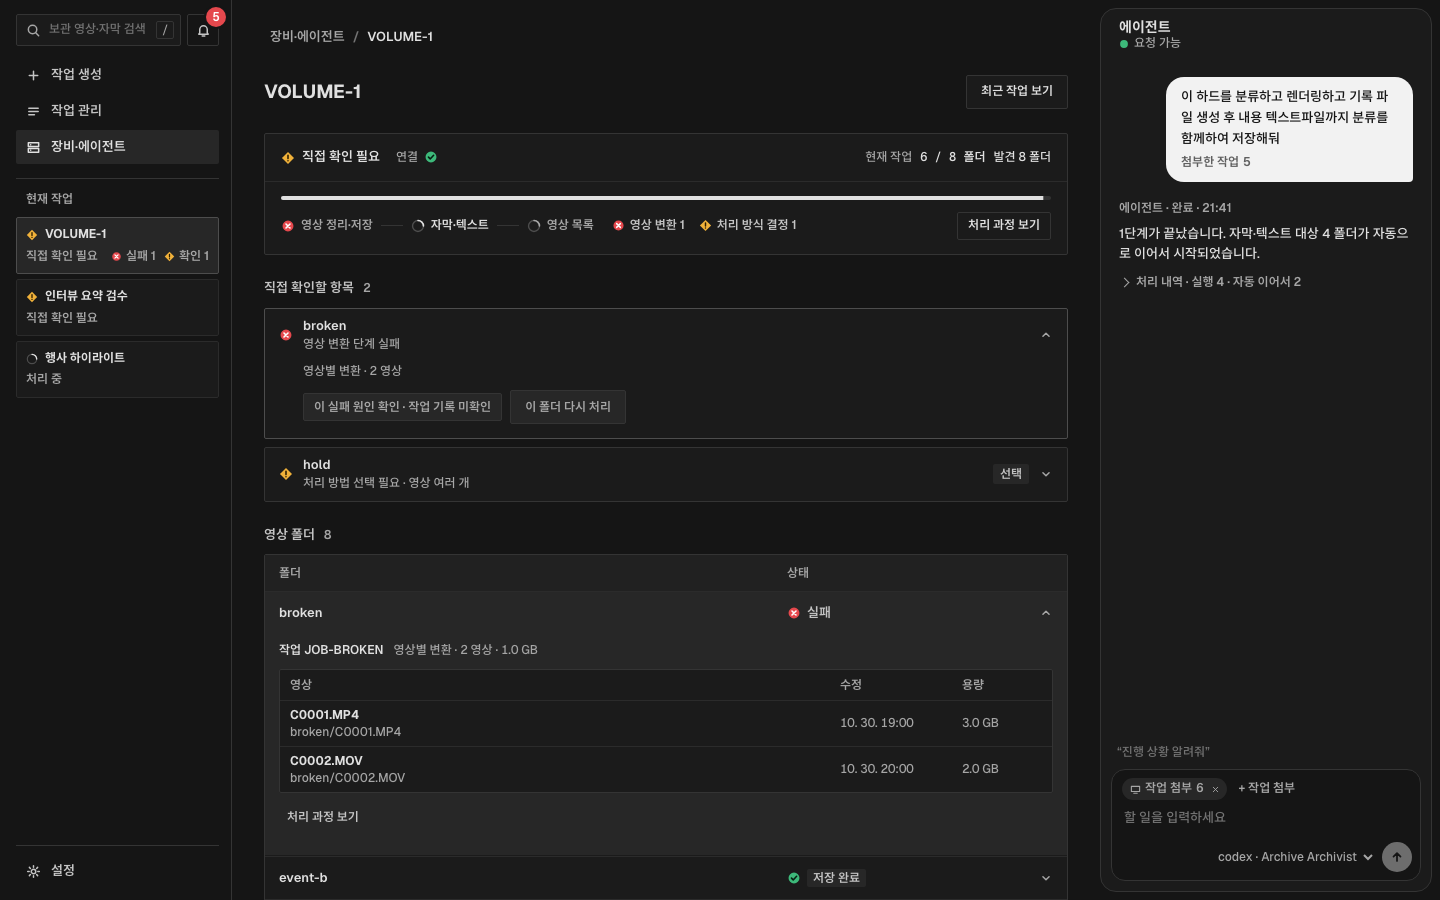 보관 영상·자막 검색 /
5
작업 생성
작업 관리
장비·에이전트
현재 작업
VOLUME-1
직접 확인 필요 실패 1 확인 1
인터뷰 요약 검수
직접 확인 필요
행사 하이라이트
처리 중
설정
장비·에이전트 / VOLUME-1
VOLUME-1
최근 작업 보기
직접 확인 필요 연결
현재 작업 6 / 8 폴더 발견 8 폴더
영상 정리·저장 자막·텍스트 영상 목록 영상 변환 1 처리 방식 결정 1
처리 과정 보기
직접 확인할 항목 2
broken
영상 변환 단계 실패
영상별 변환 · 2 영상
이 실패 원인 확인 · 작업 기록 미확인
이 폴더 다시 처리
hold
처리 방법 선택 필요 · 영상 여러 개
선택
영상 폴더 8
폴더 상태
broken 실패
작업 JOB-BROKEN 영상별 변환 · 2 영상 · 1.0 GB
영상 수정 용량
C0001.MP4
broken/C0001.MP4
10. 30. 19:00 3.0 GB
C0002.MOV
broken/C0002.MOV
10. 30. 20:00 2.0 GB
처리 과정 보기
event-b 저장 완료
에이전트
요청 가능
이 하드를 분류하고 렌더링하고 기록 파
일 생성 후 내용 텍스트파일까지 분류를
함께하여 저장해둬
첨부한 작업 5
에이전트 · 완료 · 21:41
1단계가 끝났습니다. 자막·텍스트 대상 4 폴더가 자동으
로 이어서 시작되었습니다.
처리 내역 · 실행 4 · 자동 이어서 2
“진행 상황 알려줘”
작업 첨부 6 × + 작업 첨부
할 일을 입력하세요
codex · Archive Archivist